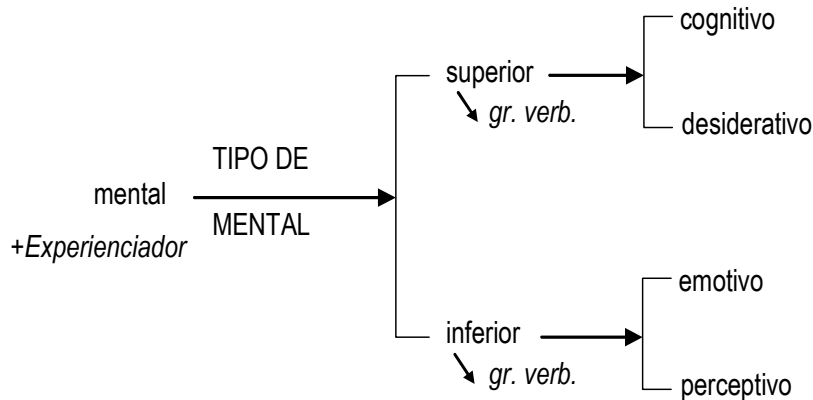 cognitivo
superior
gr. verb.
desiderativo
TIPO DE
mental
MENTAL
+Experienciador
emotivo
inferior
gr. verb.
perceptivo